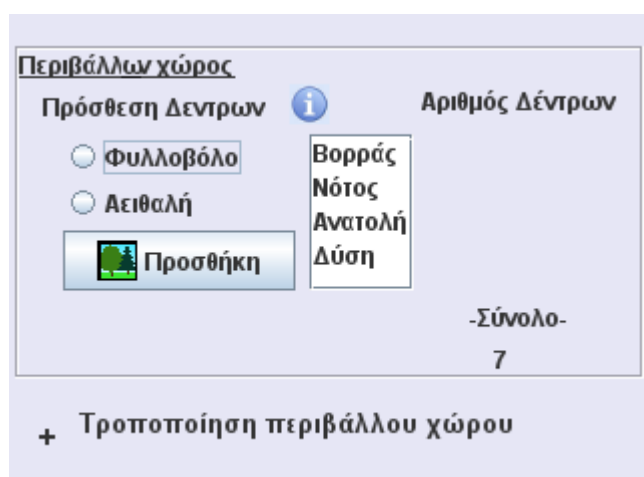 Περιβάλλων χώρος
Πρόσθεση Δεντρων
Αριθμός Δέντρων
Φυλλοβόλο
Αειθαλή
Προσθήκη
Βορράς
Νότος
Ανατολή
Δύση
-Σύνολο-
7
+ Τροποποίηση περιβάλλου χώρου